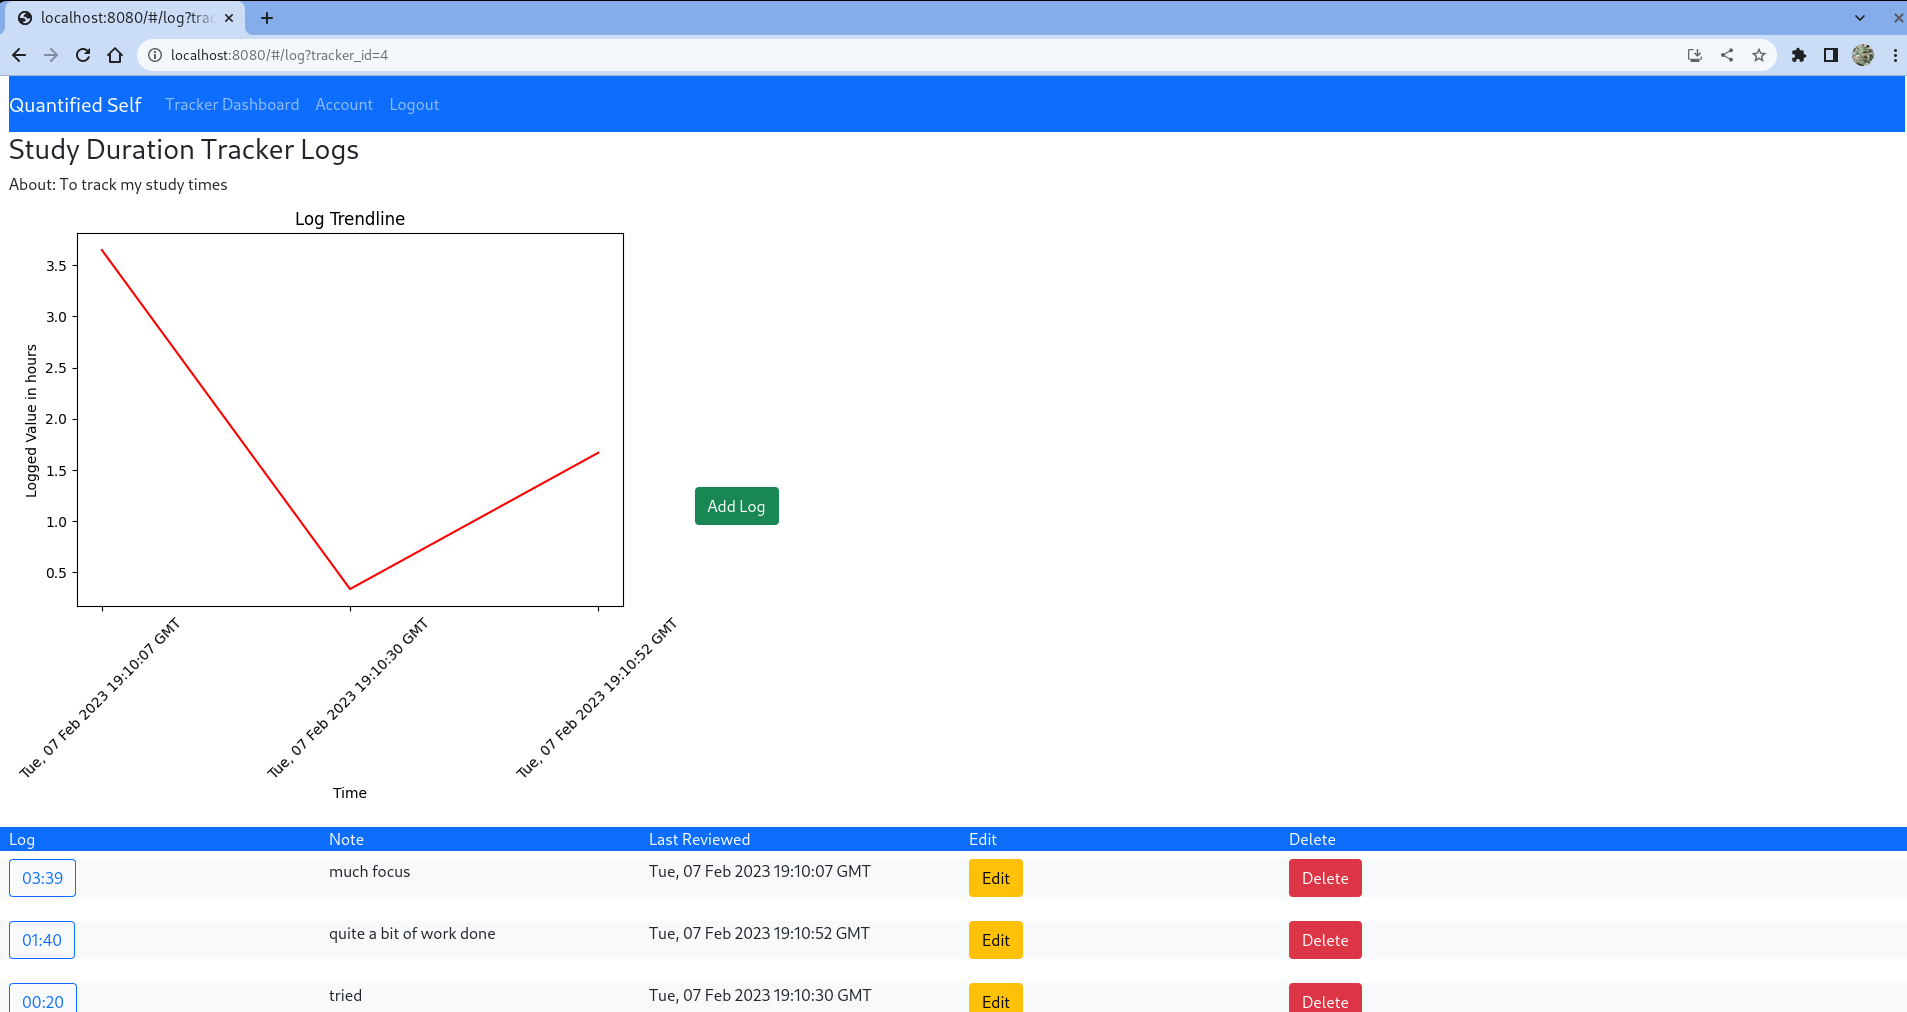 localhost:8080/#/log?trac
localhost:8080/#/log?tracker_id=4
Quantified Self Tracker Dashboard Account Logout
Study Duration Tracker Logs
About: To track my study times
Log Trendline
3.5
3.0
2.5
2.0
1.5
1.0
0.5
Logged Value in hours
Add Log
Tue, 07 Feb 2023 19:10:07 GMT
Tue, 07 Feb 2023 19:10:30 GMT
Tue, 07 Feb 2023 19:10:52 GMT
Time
Log Note Last Reviewed Edit Delete
03:39 much focus Tue, 07 Feb 2023 19:10:07 GMT Edit Delete
01:40 quite a bit of work done Tue, 07 Feb 2023 19:10:52 GMT Edit Delete
00:20 tried Tue, 07 Feb 2023 19:10:30 GMT Edit Delete